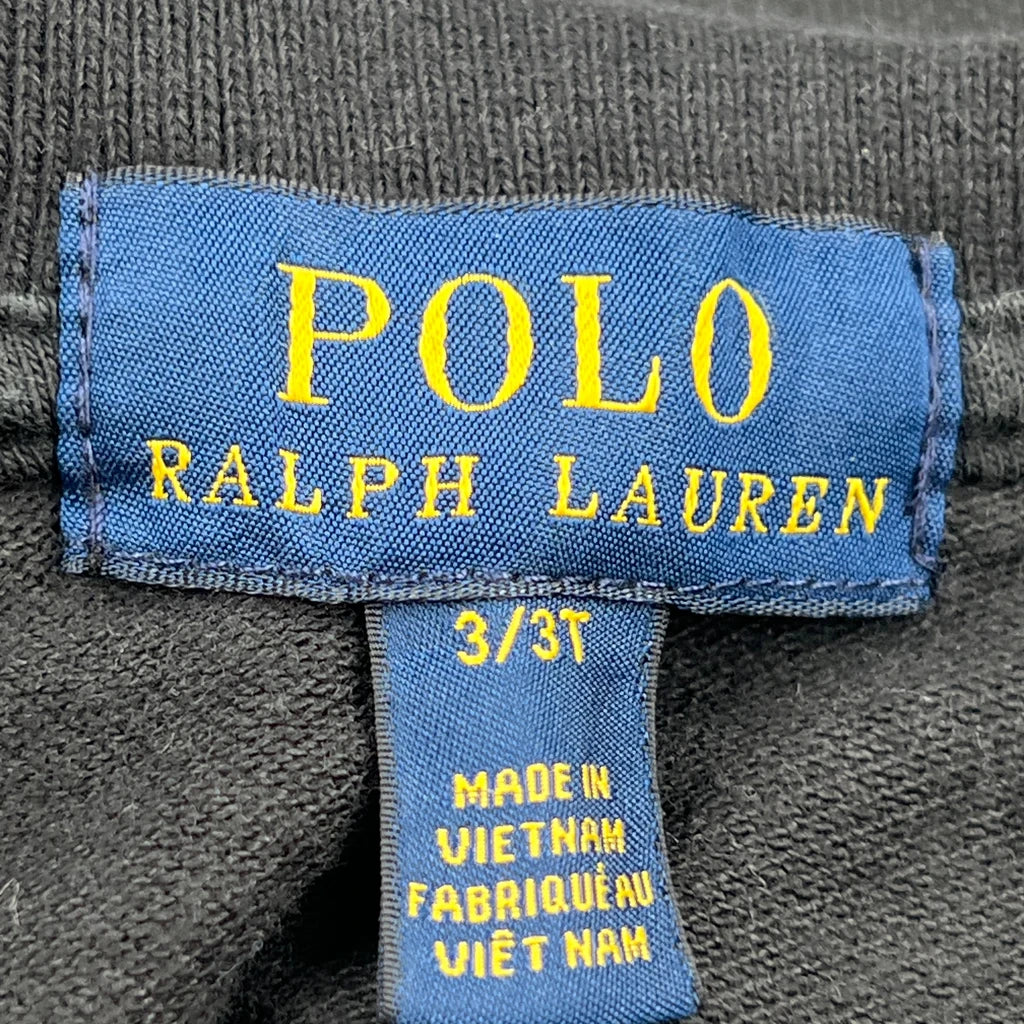 POLO
RALPH LAUREN
3/3T
MADE IN
VIETNAM
FABRIQUÉ AU
VIÊT NAM